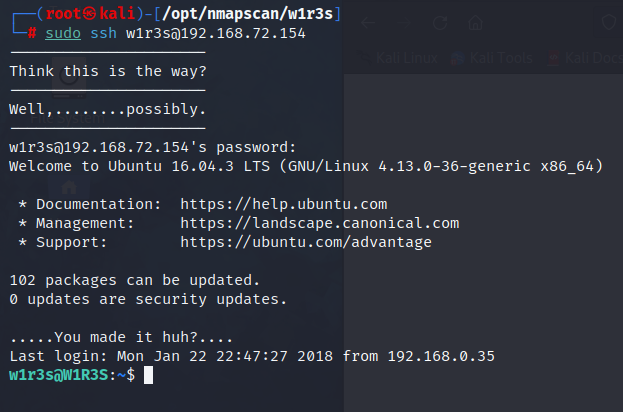 ┌──(root㉿kali)-[/opt/nmapscan/w1r3s]
└─# sudo ssh w1r3s@192.168.72.154
----------------------
Think this is the way?
----------------------
Well,........possibly.
----------------------
w1r3s@192.168.72.154's password:
Welcome to Ubuntu 16.04.3 LTS (GNU/Linux 4.13.0-36-generic x86_64)
* Documentation: https://help.ubuntu.com
* Management: https://landscape.canonical.com
* Support: https://ubuntu.com/advantage
102 packages can be updated.
0 updates are security updates.
.....You made it huh?....
Last login: Mon Jan 22 22:47:27 2018 from 192.168.0.35
w1r3s@W1R3S:~$
Kali Linux Kali Tools Kali Docs